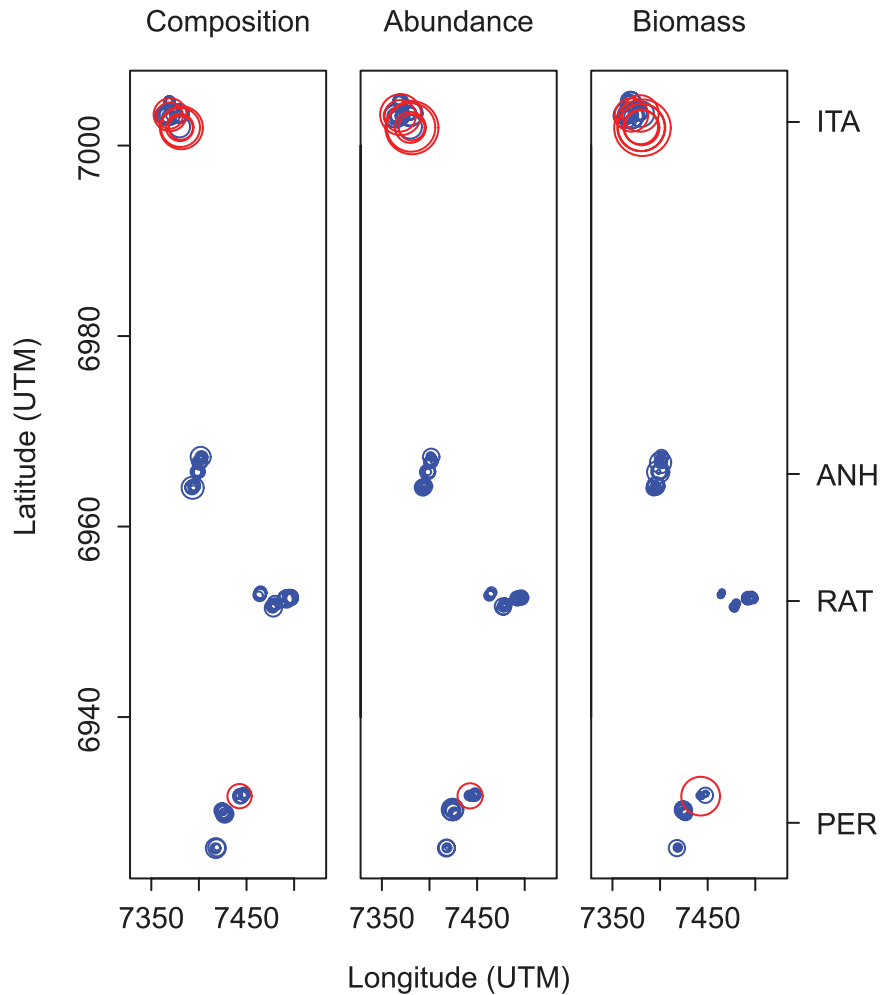 Composition Abundance Biomass
Latitude (UTM)
7000
6980
6960
6940
ITA
ANH
RAT
PER
7350 7450 7350 7450 7350 7450
Longitude (UTM)